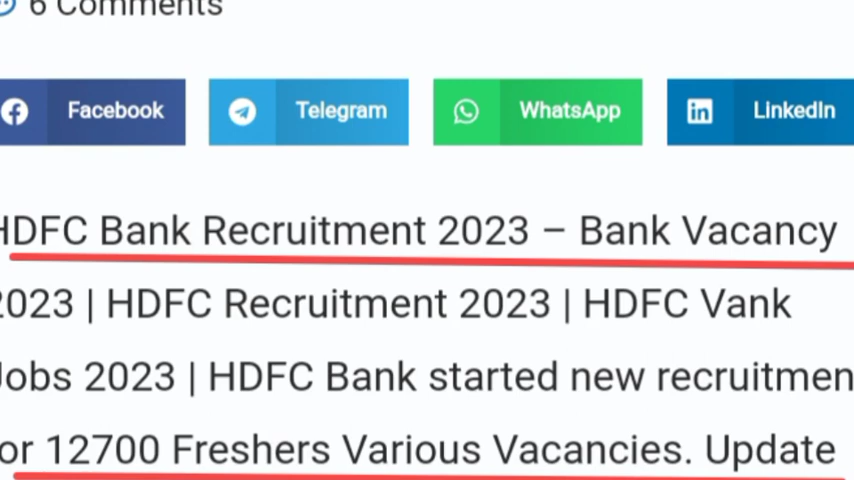 6 Comments
Facebook Telegram WhatsApp LinkedIn
HDFC Bank Recruitment 2023 – Bank Vacancy
2023 | HDFC Recruitment 2023 | HDFC Vank
Jobs 2023 | HDFC Bank started new recruitmen
or 12700 Freshers Various Vacancies. Update